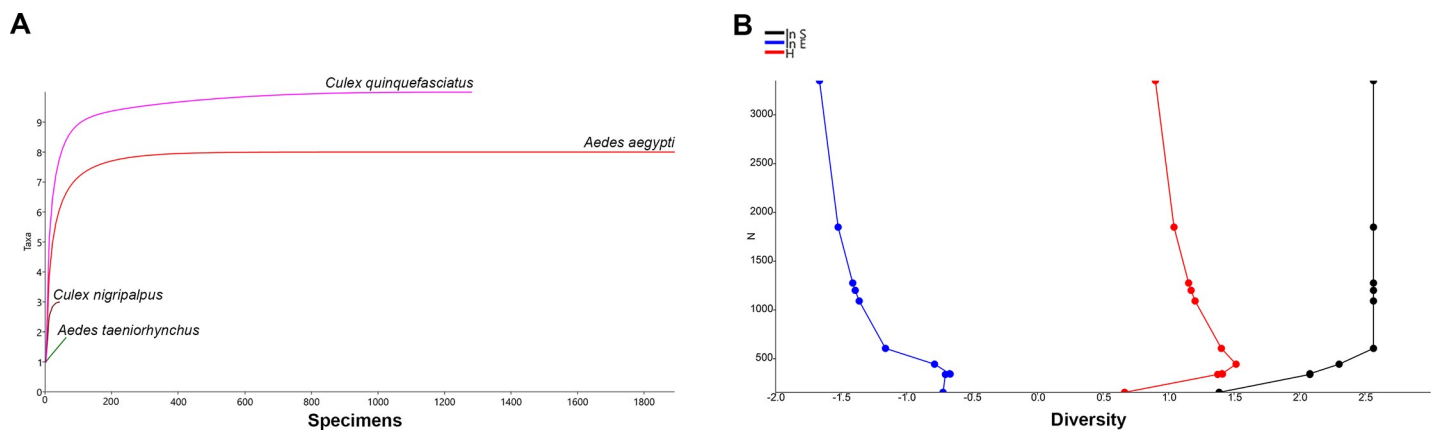 A
Culex quinquefasciatus
Aedes aegypti
Culex nigripalpus
Aedes taeniorhynchus
Taxa
9
8
7
6
5
4
3
2
1
0
0 200 400 600 800 1000 1200 1400 1600 1800
Specimens
B
ln S
ln E
H
N
3000
2500
2000
1500
1000
500
-2.0 -1.5 -1.0 -0.5 0.0 0.5 1.0 1.5 2.0 2.5
Diversity